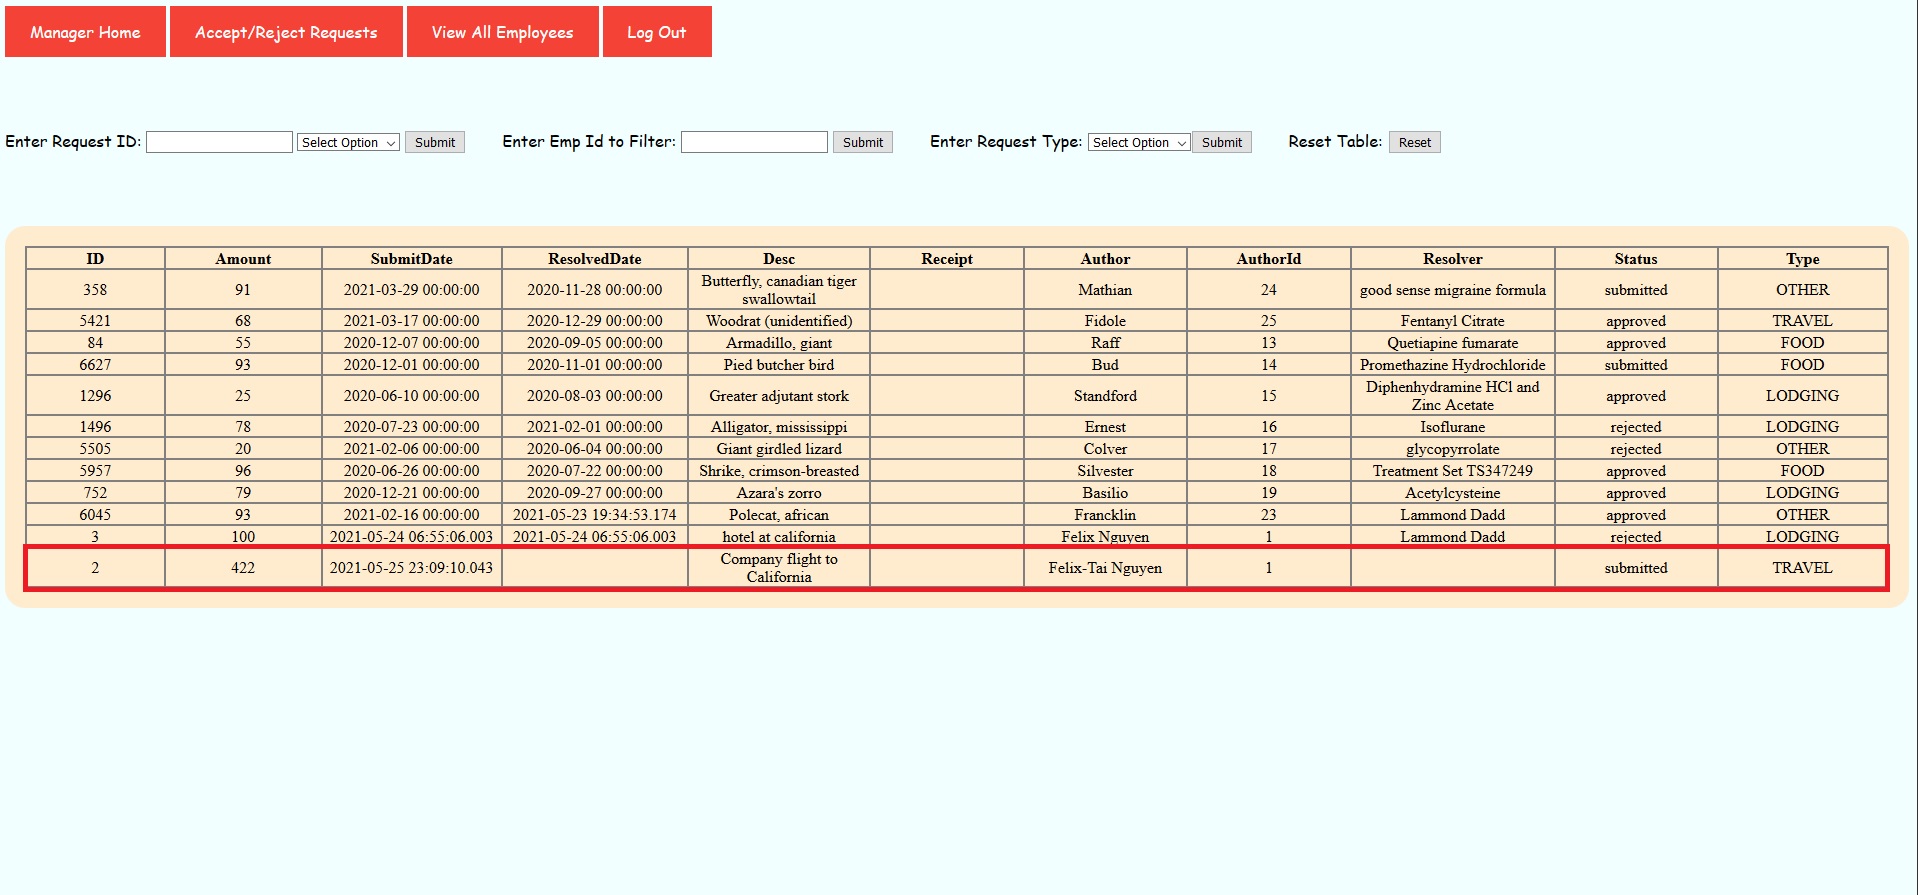 Manager Home Accept/Reject Requests View All Employees Log Out
Enter Request ID: Select Option Submit Enter Emp Id to Filter: Submit Enter Request Type: Select Option Submit Reset Table: Reset
ID Amount SubmitDate ResolvedDate Desc Receipt Author AuthorId Resolver Status Type
358 91 2021-03-29 00:00:00 2020-11-28 00:00:00 Butterfly, canadian tiger swallowtail Mathian 24 good sense migraine formula submitted OTHER
5421 68 2021-03-17 00:00:00 2020-12-29 00:00:00 Woodrat (unidentified) Fidole 25 Fentanyl Citrate approved TRAVEL
84 55 2020-12-07 00:00:00 2020-09-05 00:00:00 Armadillo, giant Raff 13 Quetiapine fumarate approved FOOD
6627 93 2020-12-01 00:00:00 2020-11-01 00:00:00 Pied butcher bird Bud 14 Promethazine Hydrochloride submitted FOOD
1296 25 2020-06-10 00:00:00 2020-08-03 00:00:00 Greater adjutant stork Standford 15 Diphenhydramine HCl and Zinc Acetate approved LODGING
1496 78 2020-07-23 00:00:00 2021-02-01 00:00:00 Alligator, mississippi Ernest 16 Isoflurane rejected LODGING
5505 20 2021-02-06 00:00:00 2020-06-04 00:00:00 Giant girdled lizard Colver 17 glycopyrrolate rejected OTHER
5957 96 2020-06-26 00:00:00 2020-07-22 00:00:00 Shrike, crimson-breasted Silvester 18 Treatment Set TS347249 approved FOOD
752 79 2020-12-21 00:00:00 2020-09-27 00:00:00 Azara's zorro Basilio 19 Acetylcysteine approved LODGING
6045 93 2021-02-16 00:00:00 2021-05-23 19:34:53.174 Polecat, african Francklin 23 Lammond Dadd approved OTHER
3 100 2021-05-24 06:55:06.003 2021-05-24 06:55:06.003 hotel at california Felix Nguyen 1 Lammond Dadd rejected LODGING
2 422 2021-05-25 23:09:10.043 Company flight to California Felix-Tai Nguyen 1 submitted TRAVEL